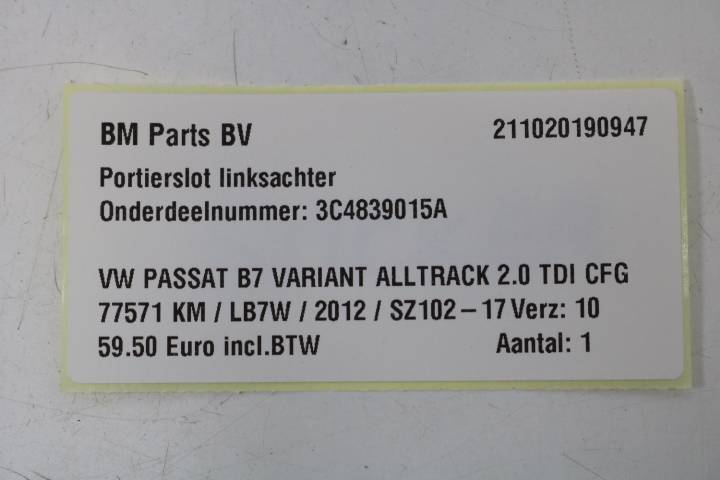 BM Parts BV 211020190947
Portierslot linksachter
Onderdeelnummer: 3C4839015A
VW PASSAT B7 VARIANT ALLTRACK 2.0 TDI CFG
77571 KM / LB7W / 2012 / SZ102 – 17 Verz: 10
59.50 Euro incl.BTW Aantal: 1